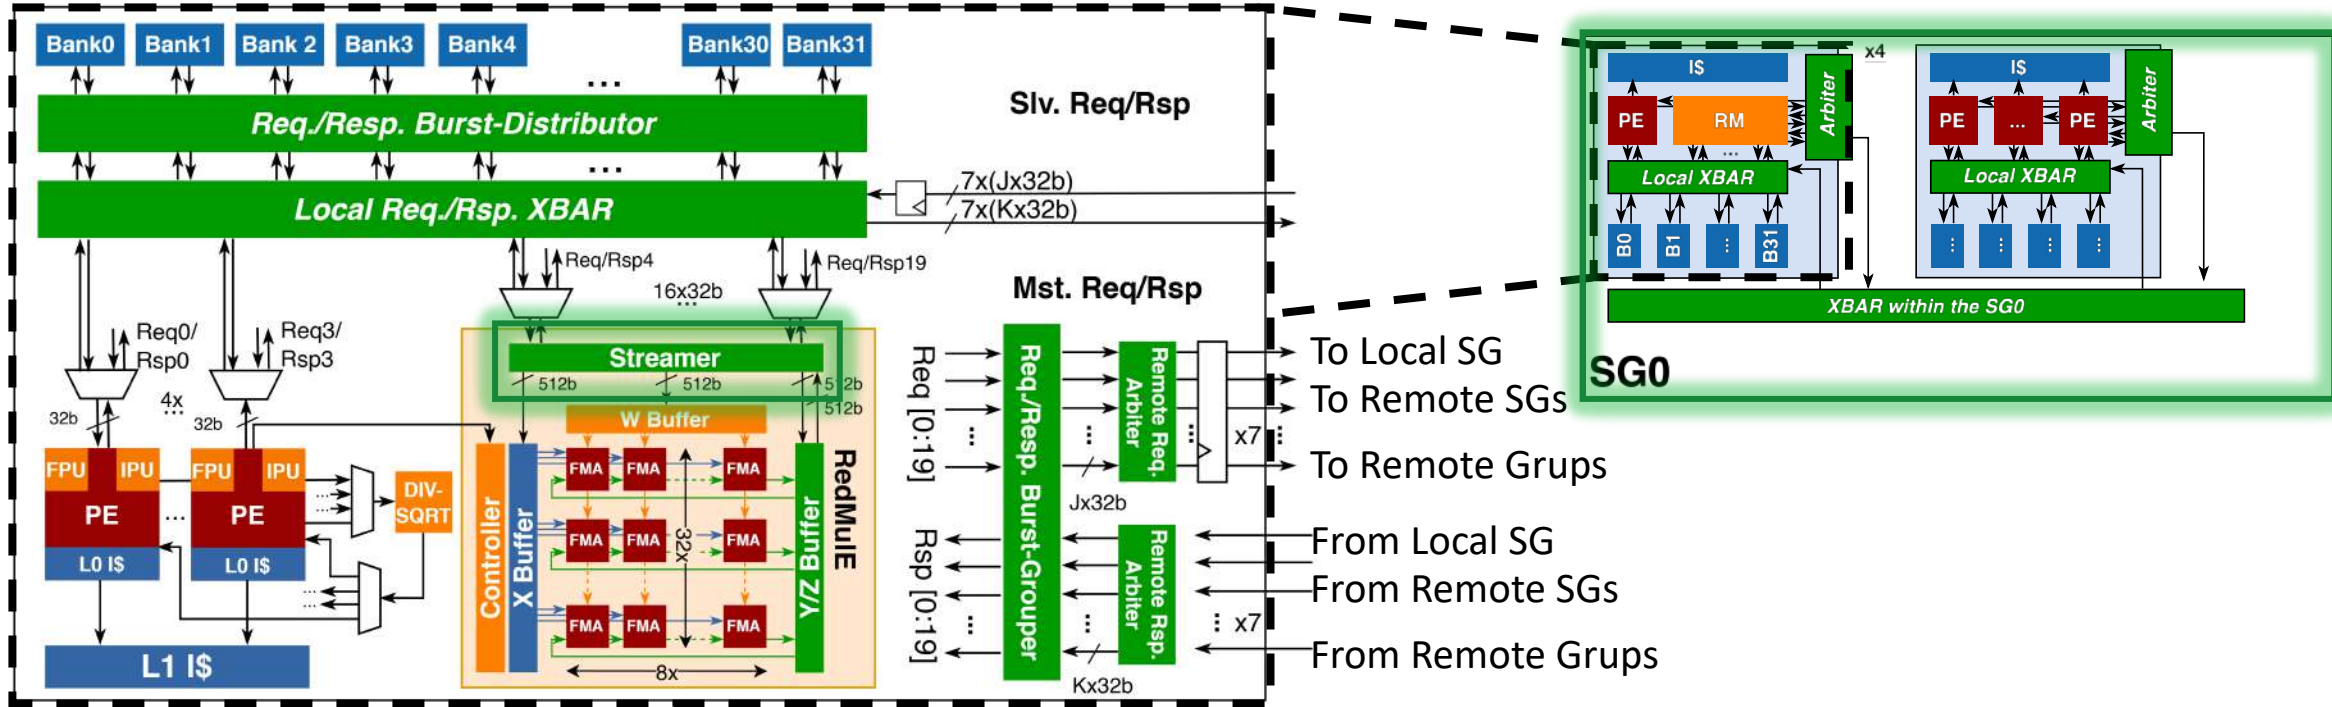 Bank0 Bank1 Bank 2 Bank3 Bank4 ... Bank30 Bank31
Req./Resp. Burst-Distributor
...
Local Req./Rsp. XBAR
Slv. Req/Rsp
7x(Jx32b)
7x(Kx32b)
Req/Rsp4
16x32b
...
Req/Rsp19
Req0/
Rsp0
Req3/
Rsp3
4x
...
32b
32b
Streamer
512b
512b
512b
512b
W Buffer
FPU IPU
PE
L0 I$
...
FPU IPU
PE
L0 I$
...
...
DIV-
SQRT
L1 I$
Controller
X Buffer
FMA FMA FMA
FMA FMA FMA
FMA FMA FMA
32x
8x
Y/Z Buffer
RedMulE
Mst. Req/Rsp
Req [0:19]
...
Rsp [0:19]
...
Req./Resp. Burst-Grouper
...
Jx32b
Remote Req.
Arbiter
...
x7
...
...
Kx32b
Remote Rsp.
Arbiter
...
x7
To Local SG
To Remote SGs
To Remote Grups
From Local SG
From Remote SGs
From Remote Grups
I$
PE
RM
Arbiter
...
Local XBAR
B0 B1 ... B31
x4
I$
PE ... PE
Arbiter
Local XBAR
... ... ... ...
XBAR within the SG0
SG0